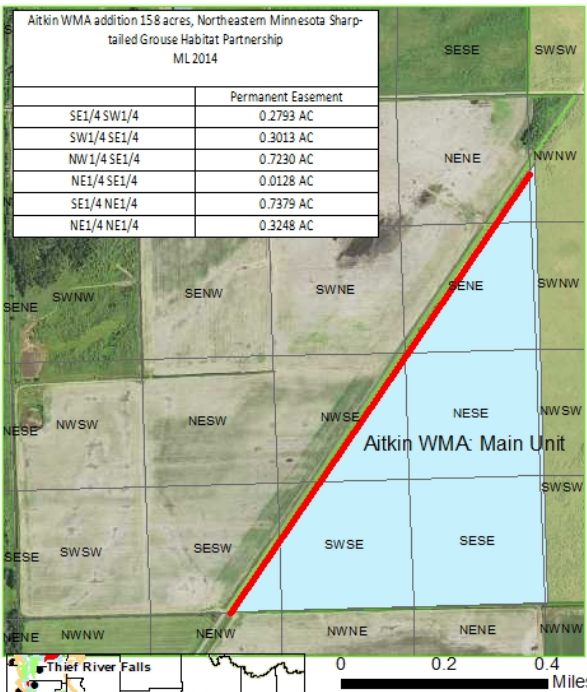 Aitkin WMA addition 158 acres, Northeastern Minnesota Sharp-
tailed Grouse Habitat Partnership
ML 2014
Permanent Easement
SE1/4 SW1/4 0.2793 AC
SW1/4 SE1/4 0.3013 AC
NW1/4 SE1/4 0.7230 AC
NE1/4 SE1/4 0.0128 AC
SE1/4 NE1/4 0.7379 AC
NE1/4 NE1/4 0.3248 AC
SESE SWSW
NENE NWNW
SENE SWNW SENW SWNE SENE SWNW
NESE NWSW NESW NWSE NESE NWSW
Aitkin WMA: Main Unit
SWSW
SESE SWSW SESW SWSE SESE
NENE NWNW NENW NWNE NENE NWNW
Thief River Falls
0 0.2 0.4
Miles